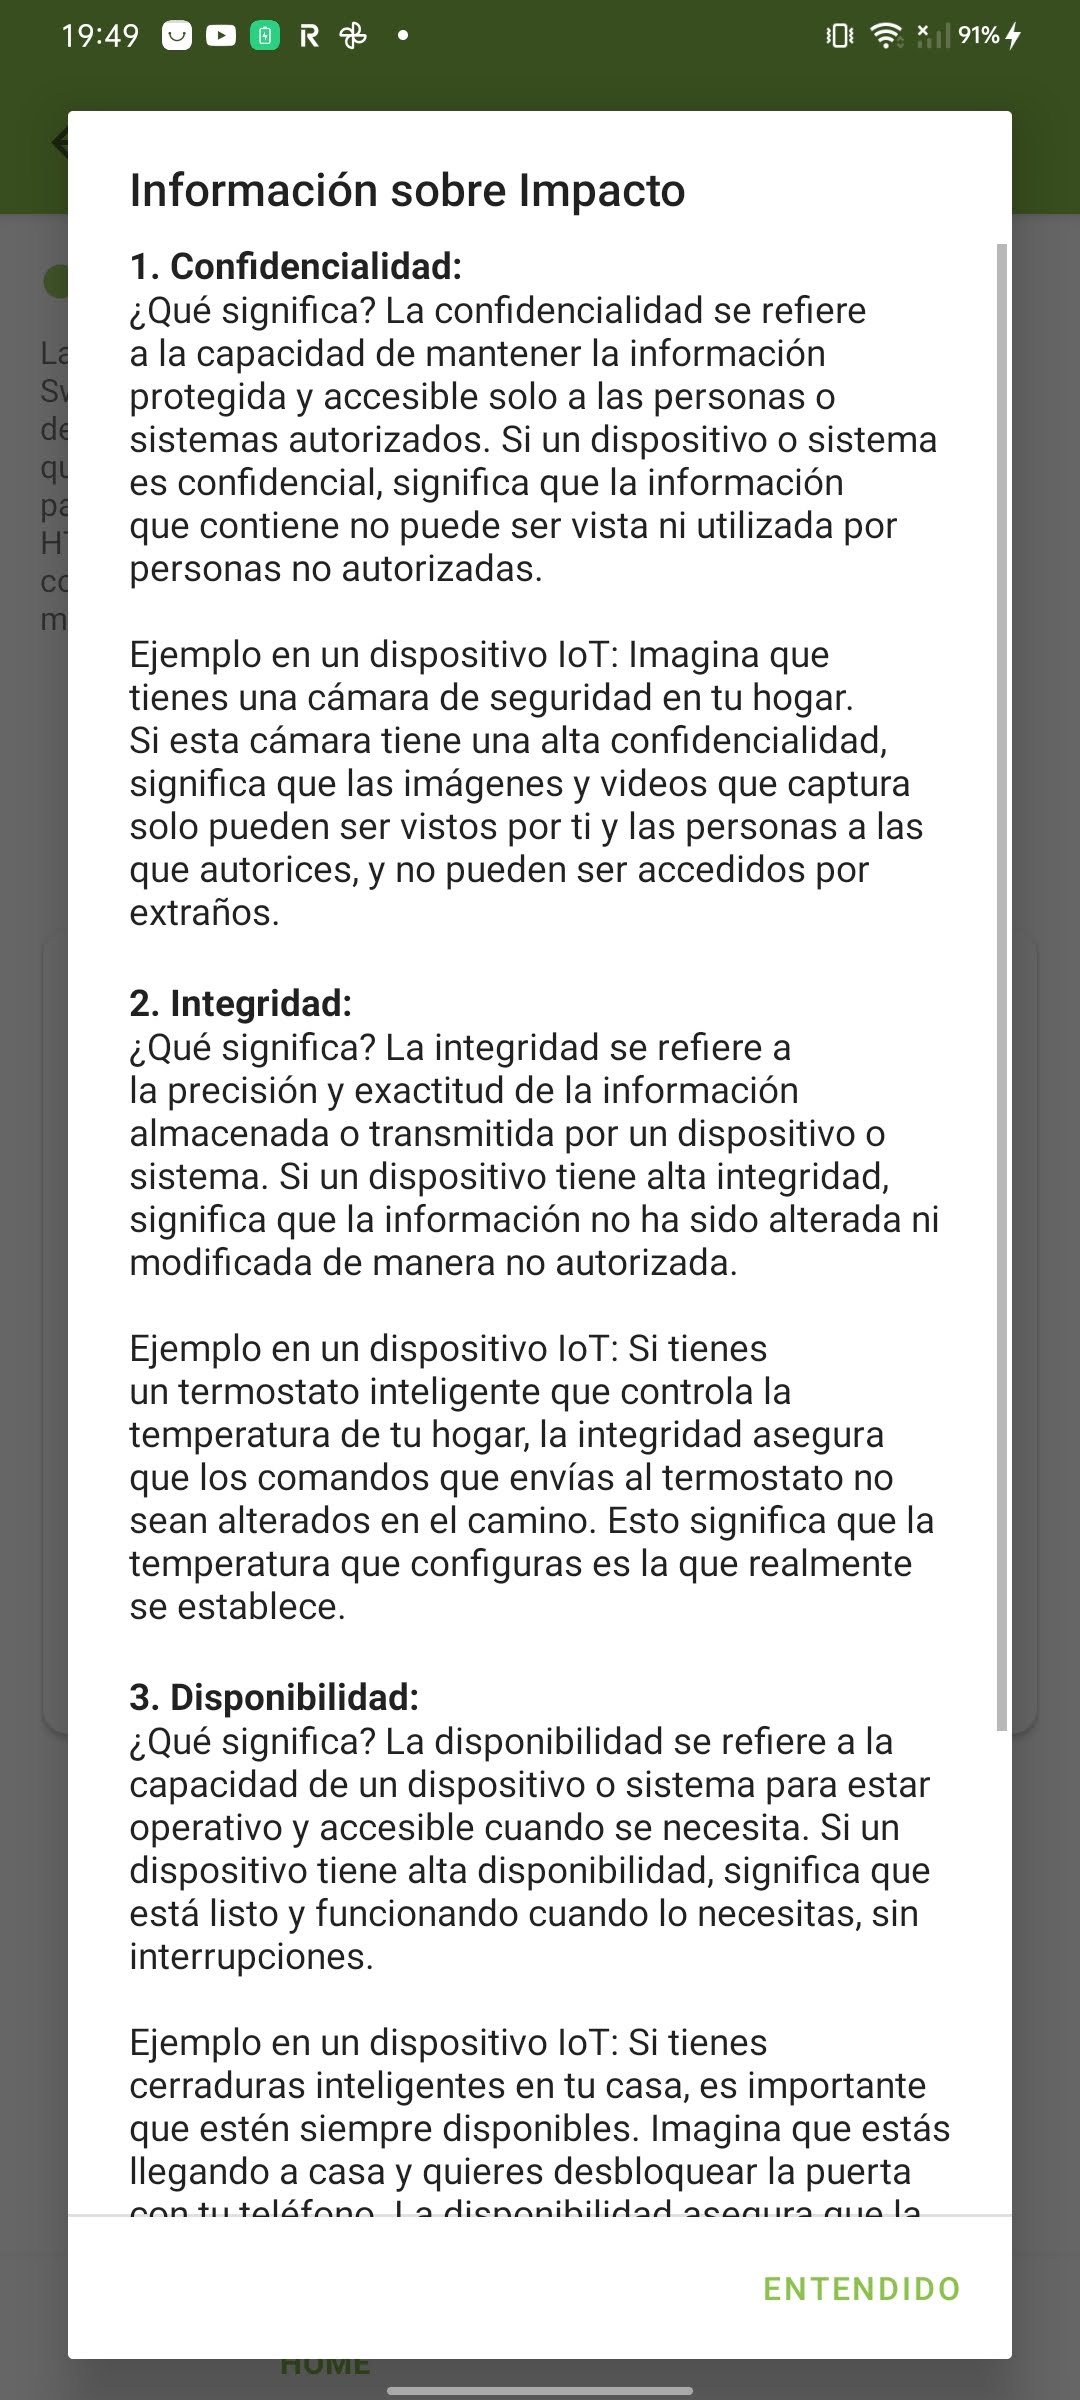 19:49
91%
Información sobre Impacto
1. Confidencialidad:
¿Qué significa? La confidencialidad se refiere
a la capacidad de mantener la información
protegida y accesible solo a las personas o
sistemas autorizados. Si un dispositivo o sistema
es confidencial, significa que la información
que contiene no puede ser vista ni utilizada por
personas no autorizadas.
Ejemplo en un dispositivo IoT: Imagina que
tienes una cámara de seguridad en tu hogar.
Si esta cámara tiene una alta confidencialidad,
significa que las imágenes y videos que captura
solo pueden ser vistos por ti y las personas a las
que autorices, y no pueden ser accedidos por
extraños.
2. Integridad:
¿Qué significa? La integridad se refiere a
la precisión y exactitud de la información
almacenada o transmitida por un dispositivo o
sistema. Si un dispositivo tiene alta integridad,
significa que la información no ha sido alterada ni
modificada de manera no autorizada.
Ejemplo en un dispositivo IoT: Si tienes
un termostato inteligente que controla la
temperatura de tu hogar, la integridad asegura
que los comandos que envías al termostato no
sean alterados en el camino. Esto significa que la
temperatura que configuras es la que realmente
se establece.
3. Disponibilidad:
¿Qué significa? La disponibilidad se refiere a la
capacidad de un dispositivo o sistema para estar
operativo y accesible cuando se necesita. Si un
dispositivo tiene alta disponibilidad, significa que
está listo y funcionando cuando lo necesitas, sin
interrupciones.
Ejemplo en un dispositivo IoT: Si tienes
cerraduras inteligentes en tu casa, es importante
que estén siempre disponibles. Imagina que estás
llegando a casa y quieres desbloquear la puerta
con tu teléfono. La disponibilidad asegura que la
ENTENDIDO
HOME